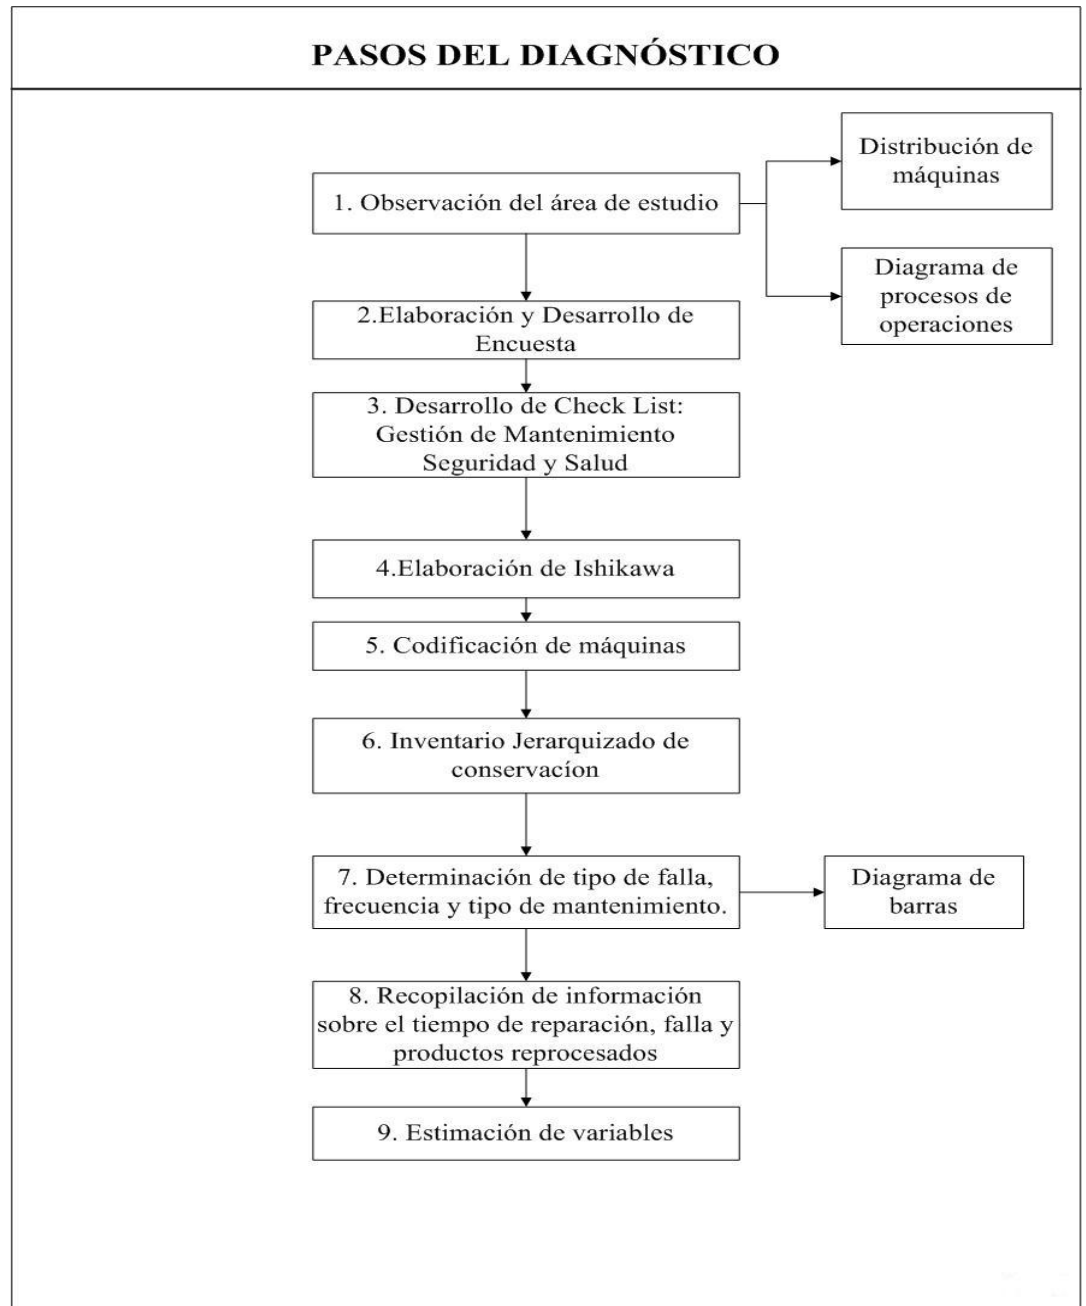 PASOS DEL DIAGNÓSTICO
Distribución de
máquinas
1. Observación del área de estudio
Diagrama de
procesos de
operaciones
2.Elaboración y Desarrollo de
Encuesta
3. Desarrollo de Check List:
Gestión de Mantenimiento
Seguridad y Salud
4.Elaboración de Ishikawa
5. Codificación de máquinas
6. Inventario Jerarquizado de
conservacíon
7. Determinación de tipo de falla,
frecuencia y tipo de mantenimiento.
Diagrama de
barras
8. Recopilación de información
sobre el tiempo de reparación, falla y
productos reprocesados
9. Estimación de variables